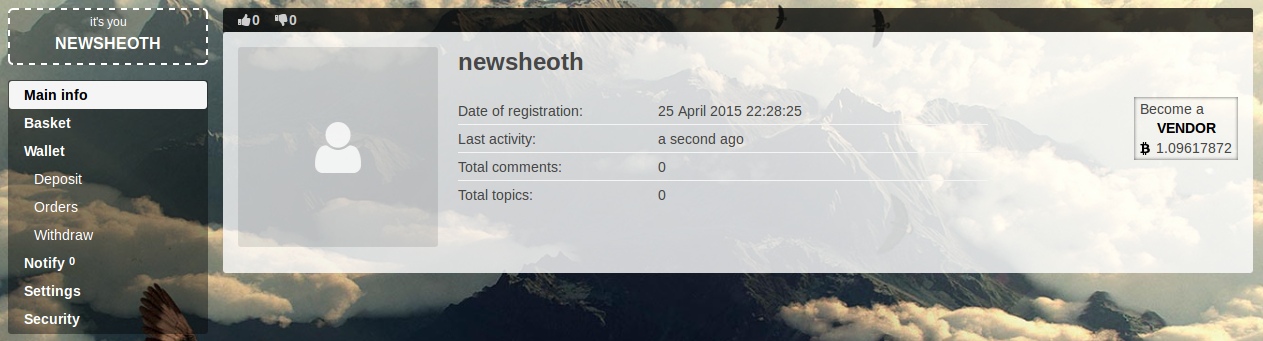 it's you
NEWSHEOTH
Main info
Basket
Wallet
Deposit
Orders
Withdraw
Notify 0
Settings
Security
0 0
newsheoth
Date of registration: 25 April 2015 22:28:25
Last activity: a second ago
Total comments: 0
Total topics: 0
Become a
VENDOR
1.09617872